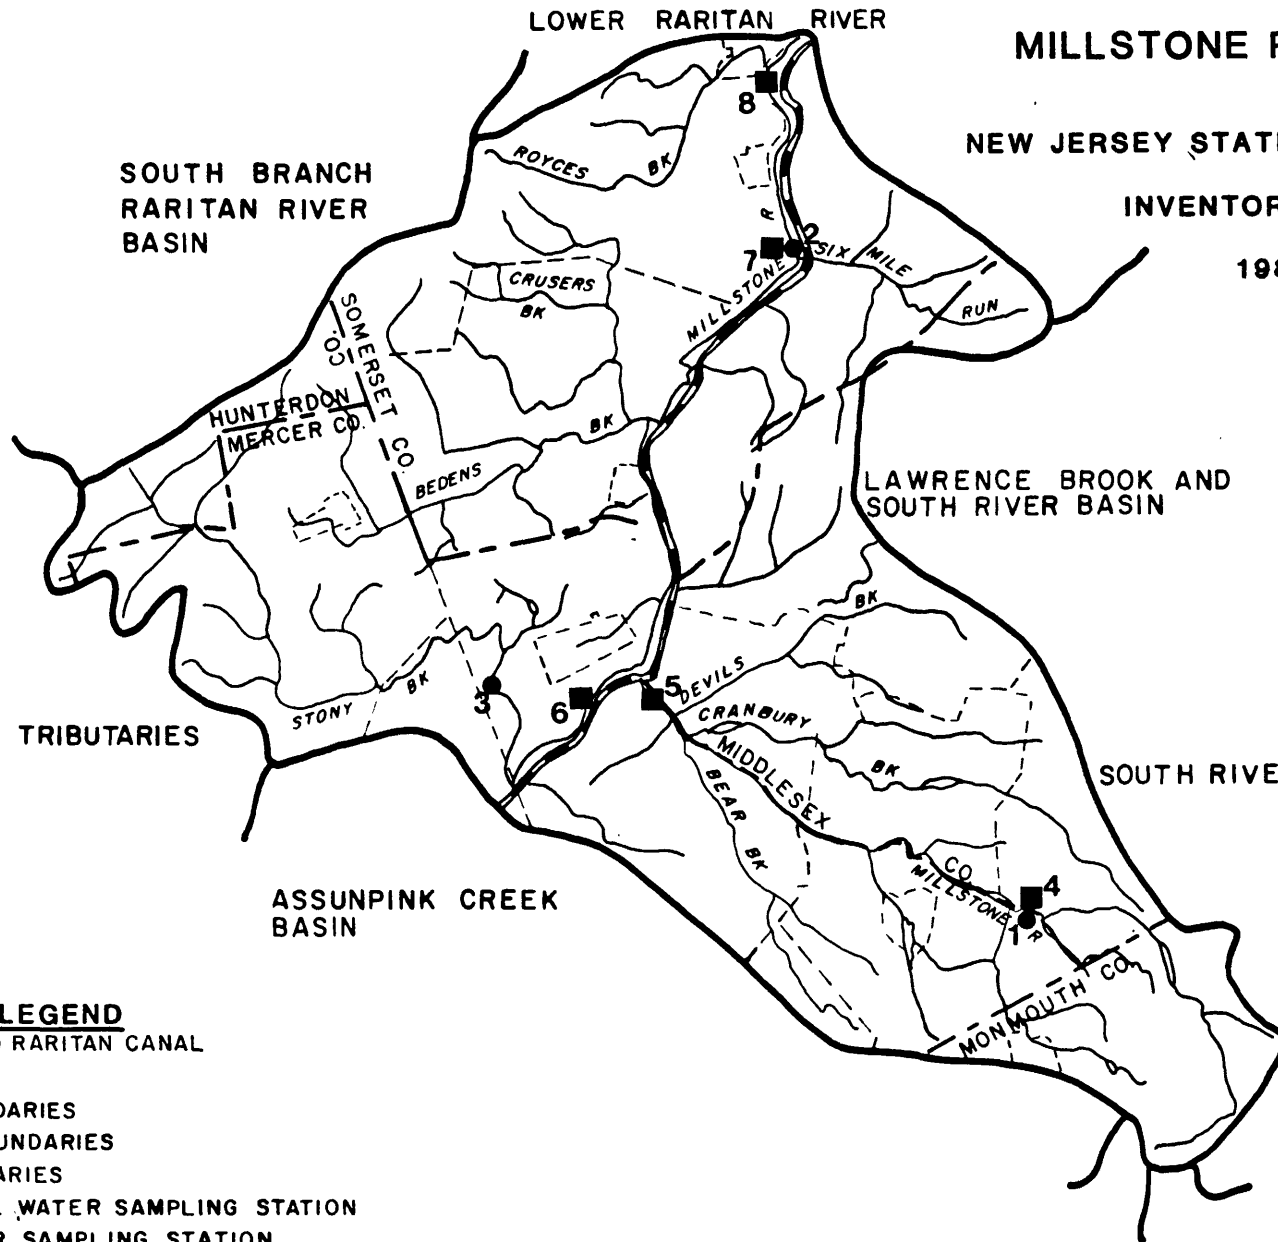 LOWER RARITAN RIVER
MILLSTONE
NEW JERSEY STAT
INVENTOR
198
SOUTH BRANCH
RARITAN RIVER
BASIN
8
ROYCES BK
R
7
2
SIX MILE RUN
MILLSTONE
CRUSERS
BK
SOMERSET CO.
CO.
HUNTERDON
MERCER CO.
BEDENS BK
LAWRENCE BROOK AND
SOUTH RIVER BASIN
BK
DEVILS
STONY BK
3
6
5
CRANBURY
BK
MIDDLESEX
CO
BEAR BK
TRIBUTARIES
SOUTH RIVE
MILLSTONE R
4
1
MONMOUTH CO.
ASSUNPINK CREEK
BASIN
LEGEND
RARITAN CANAL
DARIES
UNDARIES
ARIES
WATER SAMPLING STATION
R SAMPLING STATION